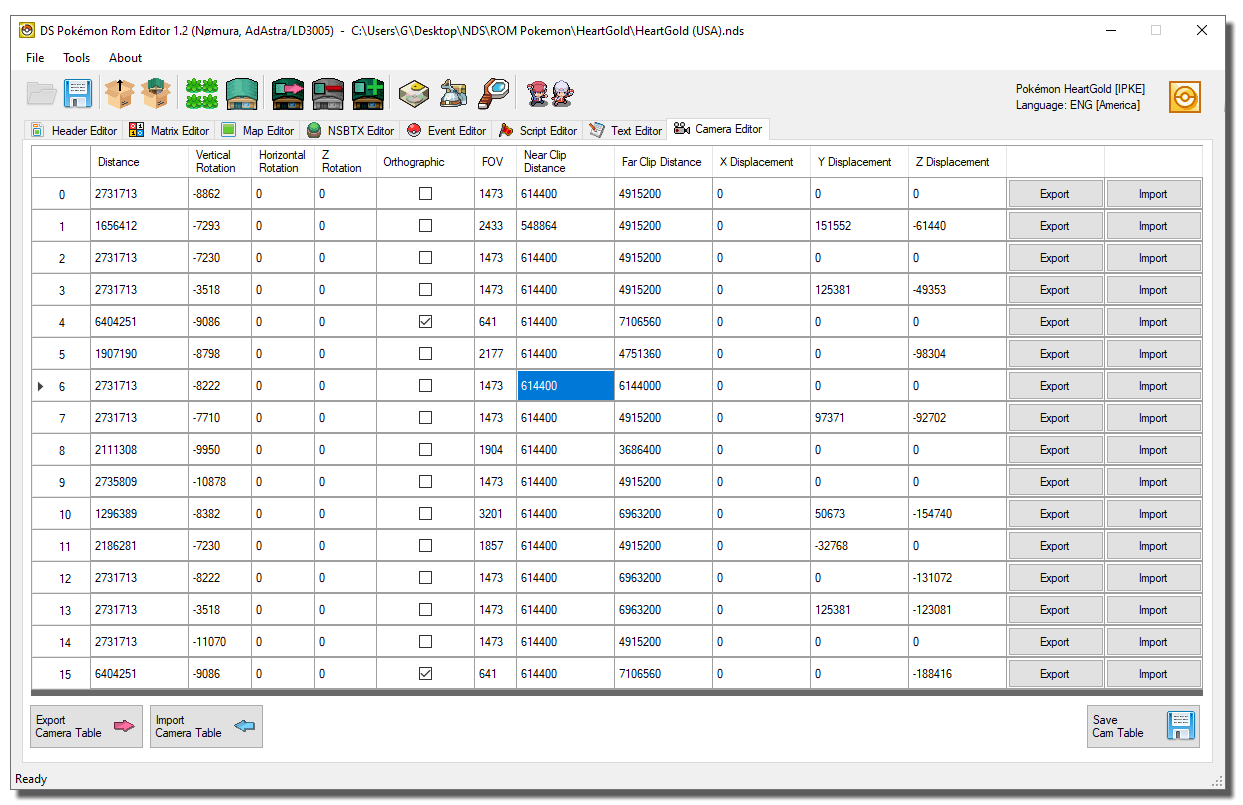 DS Pokémon Rom Editor 1.2 (Nømura, AdAstra/LD3005) - C:\Users\G\Desktop\NDS\ROM Pokemon\HeartGold\HeartGold (USA).nds
File Tools About
Pokémon HeartGold [IPKE]
Language: ENG [America]
Header Editor Matrix Editor Map Editor NSBTX Editor Event Editor Script Editor Text Editor Camera Editor
Distance Vertical Rotation Horizontal Rotation Z Rotation Orthographic FOV Near Clip Distance Far Clip Distance X Displacement Y Displacement Z Displacement
0 2731713 -8862 0 0 1473 614400 4915200 0 0 0 Export Import
1 1656412 -7293 0 0 2433 548864 4915200 0 151552 -61440 Export Import
2 2731713 -7230 0 0 1473 614400 4915200 0 0 0 Export Import
3 2731713 -3518 0 0 1473 614400 4915200 0 125381 -49353 Export Import
4 6404251 -9086 0 0 641 614400 7106560 0 0 0 Export Import
5 1907190 -8798 0 0 2177 614400 4751360 0 0 -98304 Export Import
6 2731713 -8222 0 0 1473 614400 6144000 0 0 0 Export Import
7 2731713 -7710 0 0 1473 614400 4915200 0 97371 -92702 Export Import
8 2111308 -9950 0 0 1904 614400 3686400 0 0 0 Export Import
9 2735809 -10878 0 0 1473 614400 4915200 0 0 0 Export Import
10 1296389 -8382 0 0 3201 614400 6963200 0 50673 -154740 Export Import
11 2186281 -7230 0 0 1857 614400 4915200 0 -32768 0 Export Import
12 2731713 -8222 0 0 1473 614400 6963200 0 0 -131072 Export Import
13 2731713 -3518 0 0 1473 614400 6963200 0 125381 -123081 Export Import
14 2731713 -11070 0 0 1473 614400 4915200 0 0 0 Export Import
15 6404251 -9086 0 0 641 614400 7106560 0 0 -188416 Export Import
Export
Camera Table
Import
Camera Table
Save
Cam Table
Ready